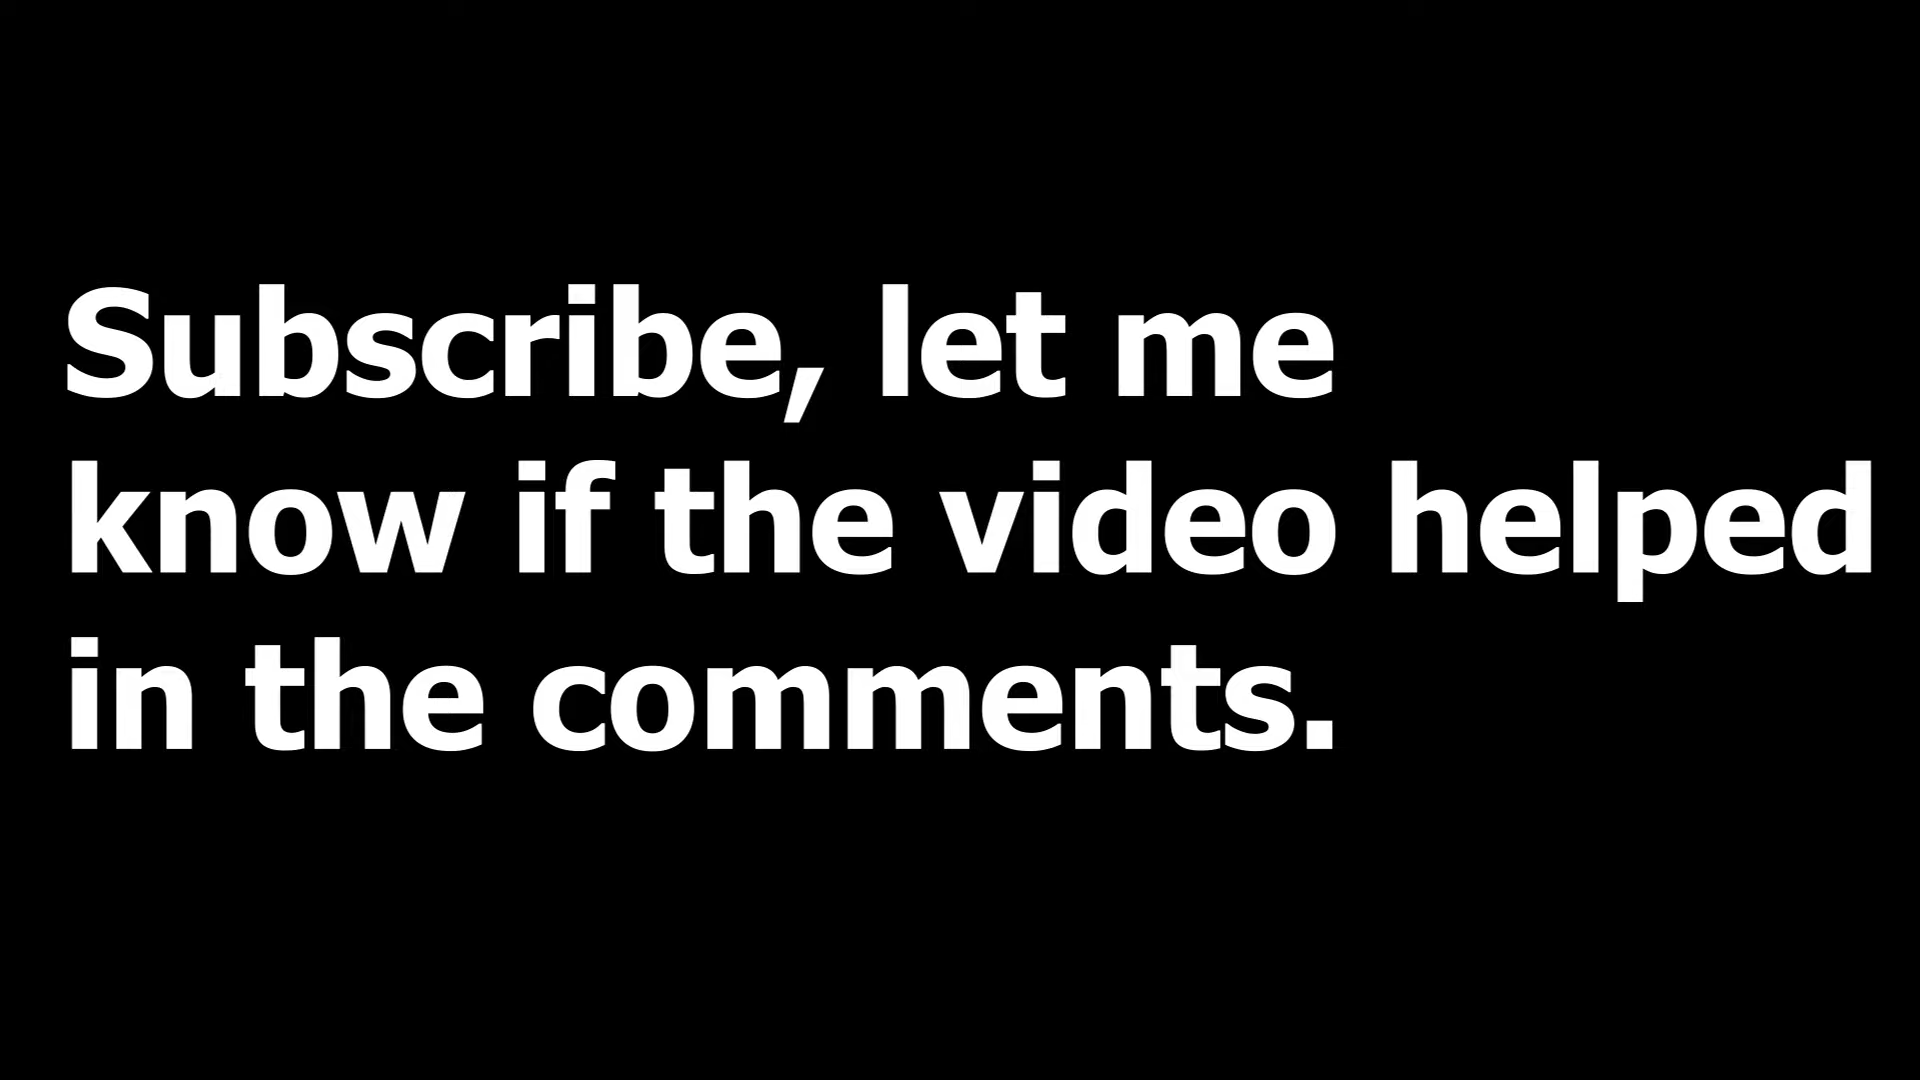 Subscribe, let me
know if the video helped
in the comments.